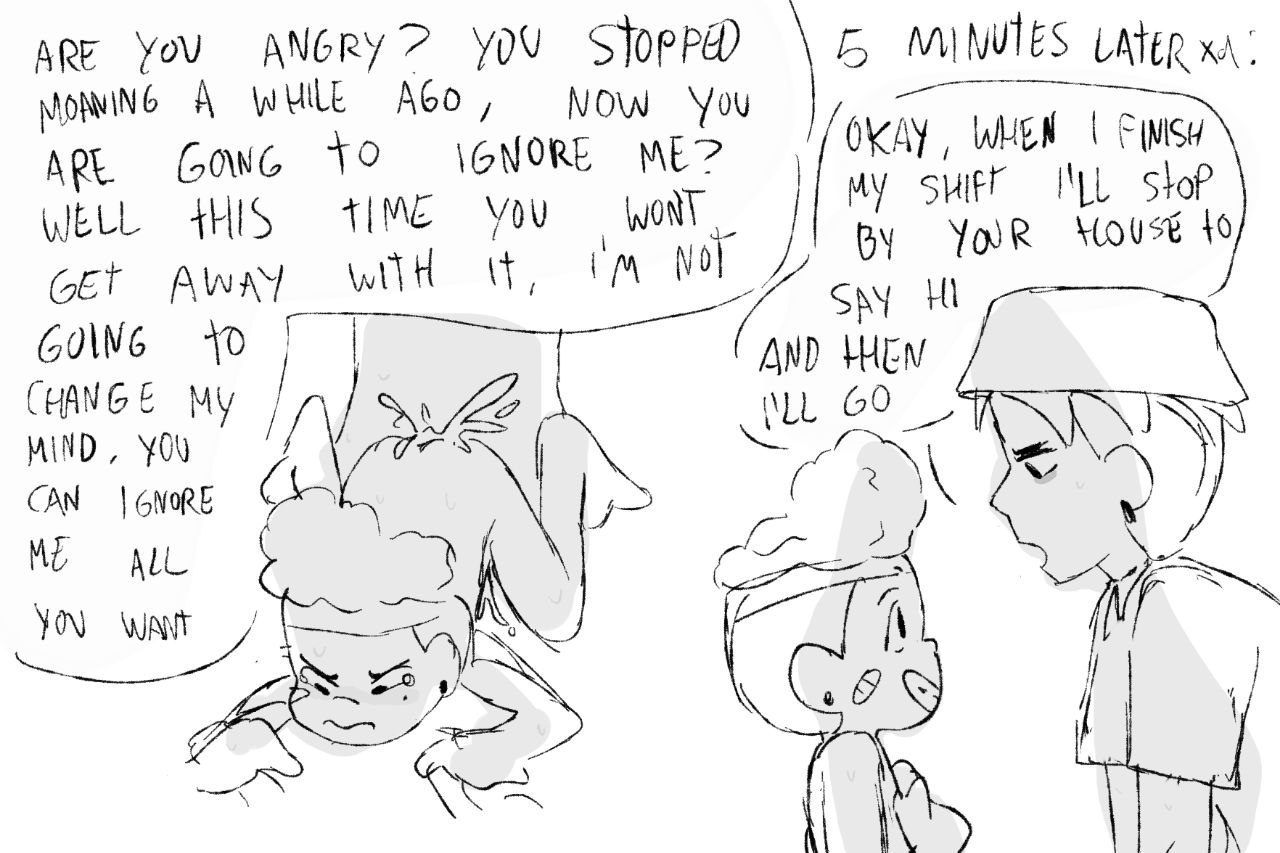 ARE YOU ANGRY? YOU STOPPED
MOANING A WHILE AGO, NOW YOU
ARE GOING TO IGNORE ME?
WELL THIS TIME YOU WONT
GET AWAY WITH IT, I'M NOT
GOING TO
CHANGE MY
MIND, YOU
CAN IGNORE
ME ALL
YOU WANT
5 MINUTES LATER xd:
OKAY, WHEN I FINISH
MY SHIFT I'LL STOP
BY YOUR HOUSE TO
SAY HI
AND THEN
I'LL GO